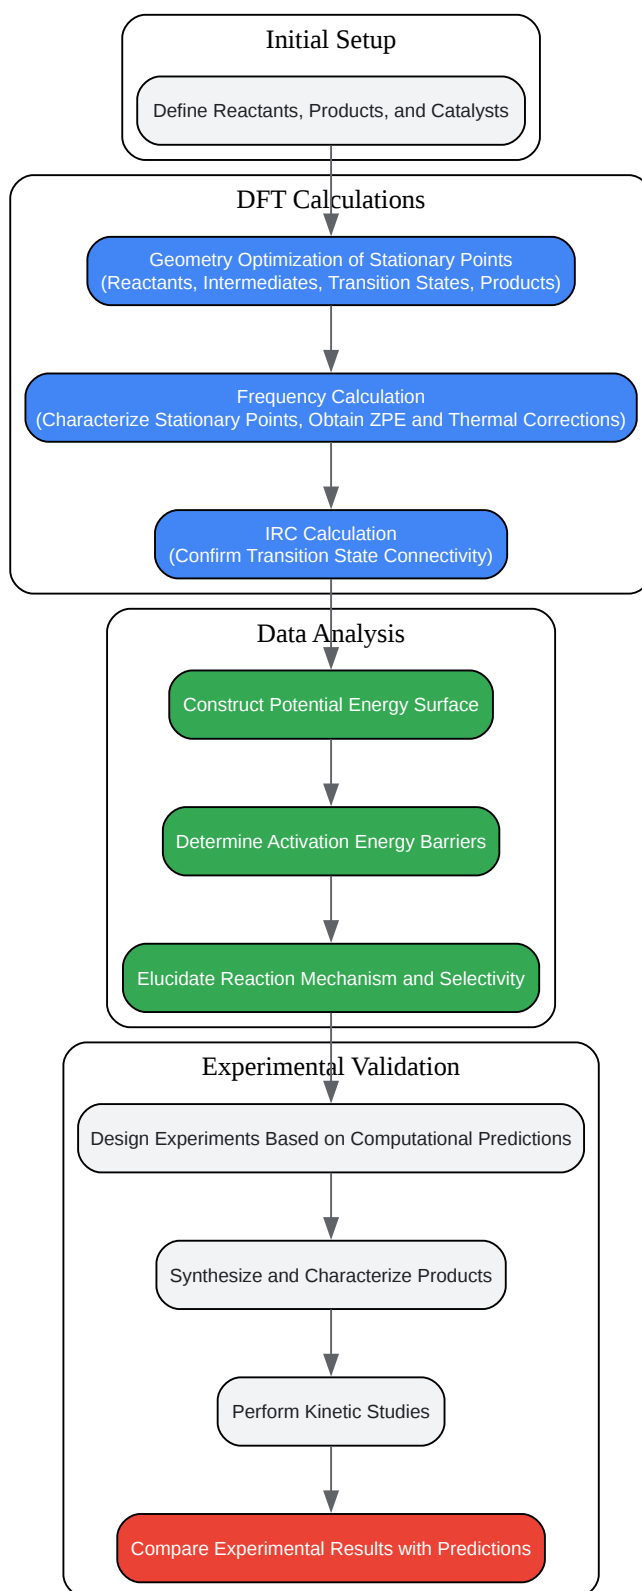 Initial Setup
Define Reactants, Products, and Catalysts
DFT Calculations
Geometry Optimization of Stationary Points
(Reactants, Intermediates, Transition States, Products)
Frequency Calculation
(Characterize Stationary Points, Obtain ZPE and Thermal Corrections)
IRC Calculation
(Confirm Transition State Connectivity)
Data Analysis
Construct Potential Energy Surface
Determine Activation Energy Barriers
Elucidate Reaction Mechanism and Selectivity
Experimental Validation
Design Experiments Based on Computational Predictions
Synthesize and Characterize Products
Perform Kinetic Studies
Compare Experimental Results with Predictions